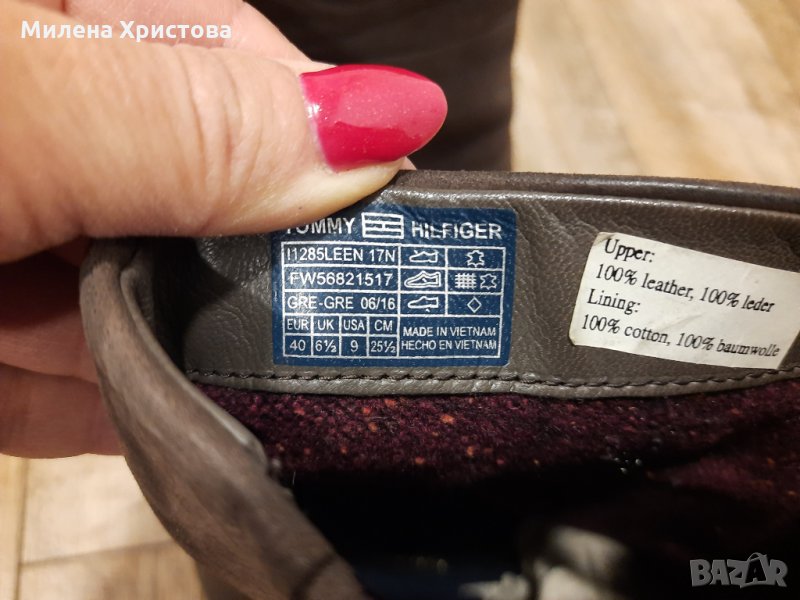 Милена Христова
TOMMY HILFIGER
I1285LEEN 17N
FW56821517
GRE-GRE 06/16
EUR UK USA CM
40 6½ 9 25½
MADE IN VIETNAM
HECHO EN VIETNAM
Upper:
100% leather, 100% leder
Lining:
100% cotton, 100% baumwolle
BAZAR.bg